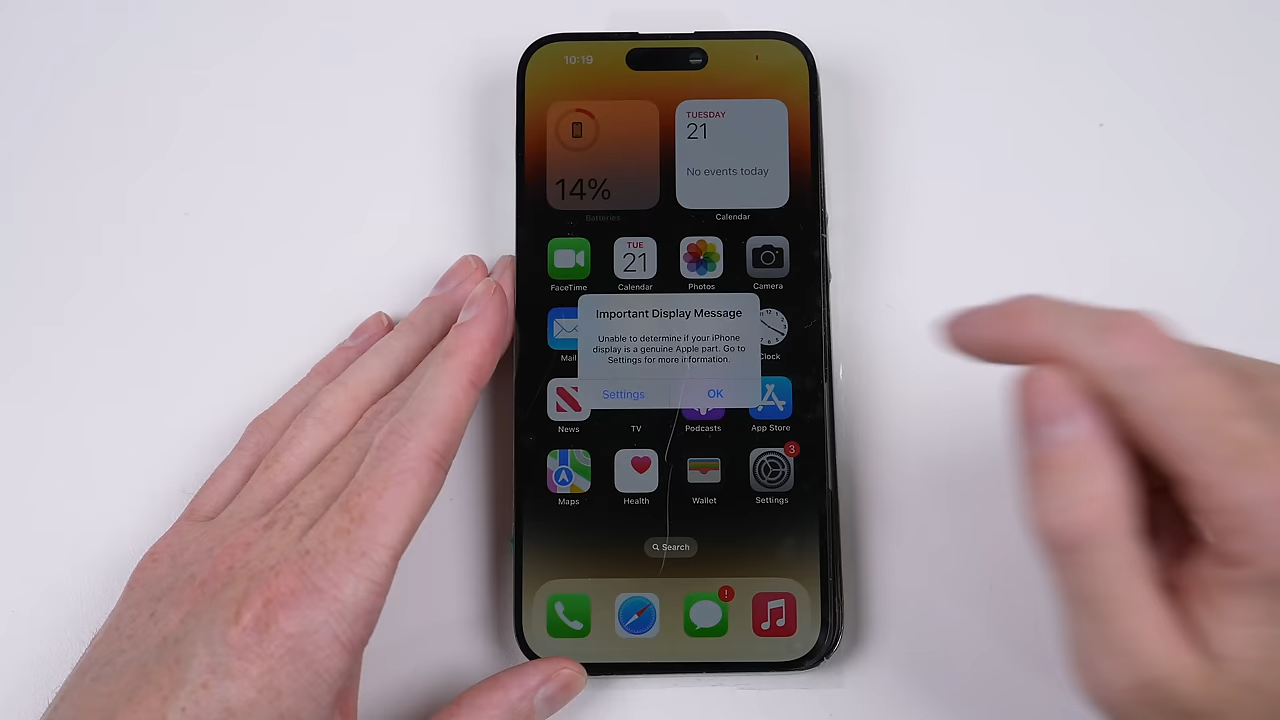 10:19
TUESDAY
21
No events today
14%
Batteries
Calendar
TUE
21
FaceTime
Calendar
Photos
Camera
Important Display Message
Unable to determine if your iPhone
display is a genuine Apple part. Go to
Settings for more information.
Settings
OK
Mail
Clock
News
TV
Podcasts
App Store
3
Maps
Health
Wallet
Settings
Search
!